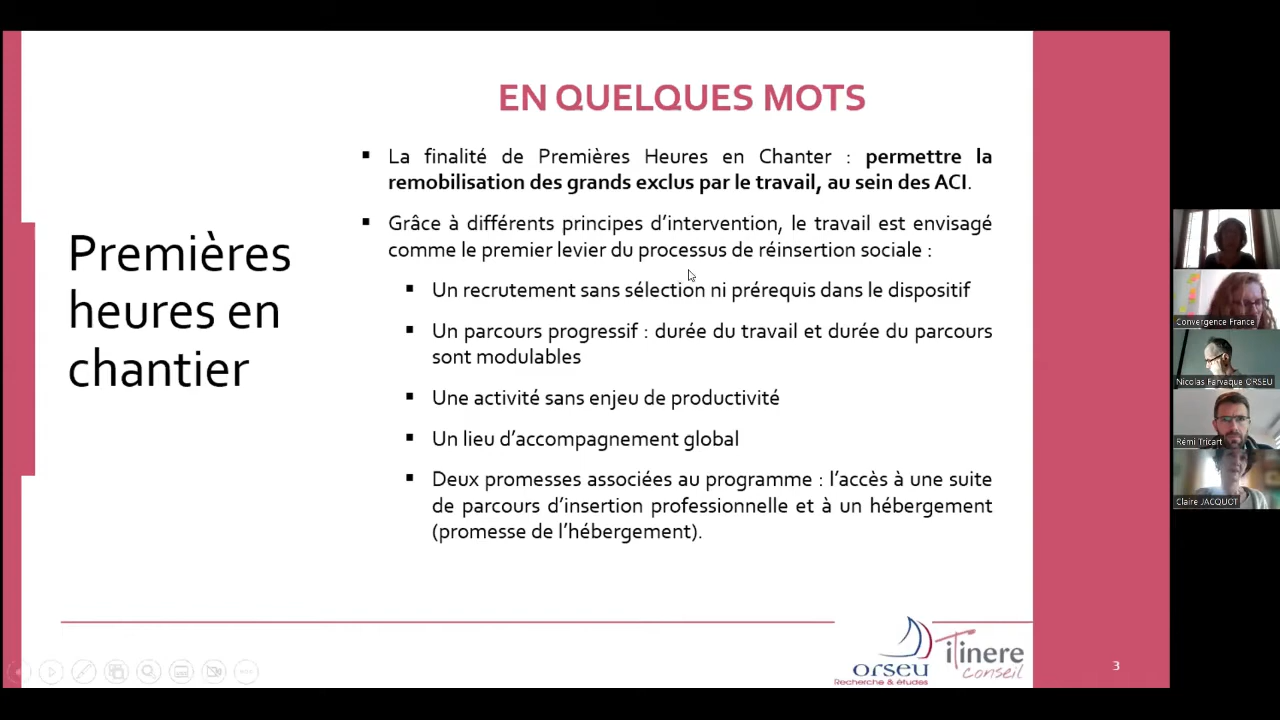 EN QUELQUES MOTS
Premières
heures en
chantier
▪ La finalité de Premières Heures en Chanter : permettre la
remobilisation des grands exclus par le travail, au sein des ACI.
▪ Grâce à différents principes d'intervention, le travail est envisagé
comme le premier levier du processus de réinsertion sociale :
▪ Un recrutement sans sélection ni prérequis dans le dispositif
▪ Un parcours progressif : durée du travail et durée du parcours
sont modulables
▪ Une activité sans enjeu de productivité
▪ Un lieu d'accompagnement global
▪ Deux promesses associées au programme : l'accès à une suite
de parcours d'insertion professionnelle et à un hébergement
(promesse de l'hébergement).
orseu
Recherche & études
itinere
conseil
3
Convergence France
Nicolas Farvaque ORSEU
Rémi Tricart
Claire JACQUOT